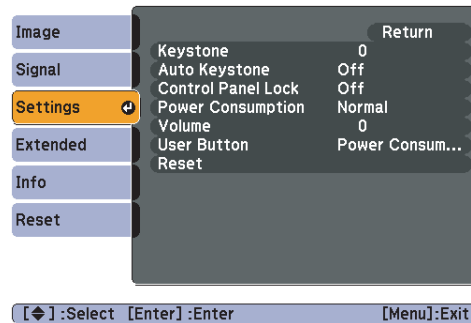 Image
Signal
Settings
Extended
Info
Reset
Return
Keystone 0
Auto Keystone Off
Control Panel Lock Off
Power Consumption Normal
Volume 0
User Button Power Consum...
Reset
[◆] :Select [Enter] :Enter [Menu]:Exit